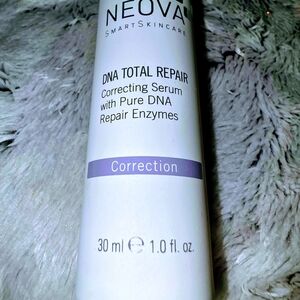 NEOVA
SMARTSKINCARE
DNA TOTAL REPAIR
Correcting Serum
with Pure DNA
Repair Enzymes
Correction
30 ml ℮ 1.0 fl. oz.